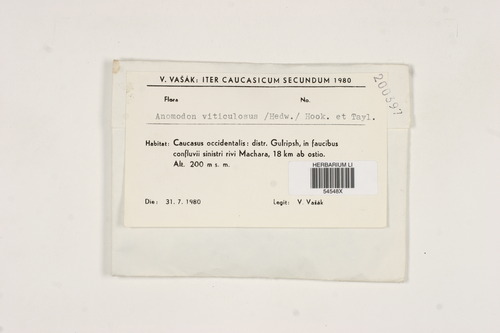 V. VAŠÁK: ITER CAUCASICUM SECUNDUM 1980
Flora No.
200597
Anomodon viticulosus /Hedw./ Hook. et Tayl.
Habitat: Caucasus occidentalis: distr. Gulripsh, in faucibus
confluvii sinistri rivi Machara, 18 km ab ostio.
Alt. 200 m s. m.
HERBARIUM LI
54548X
Die: 31. 7. 1980 Legit: V. Vašák